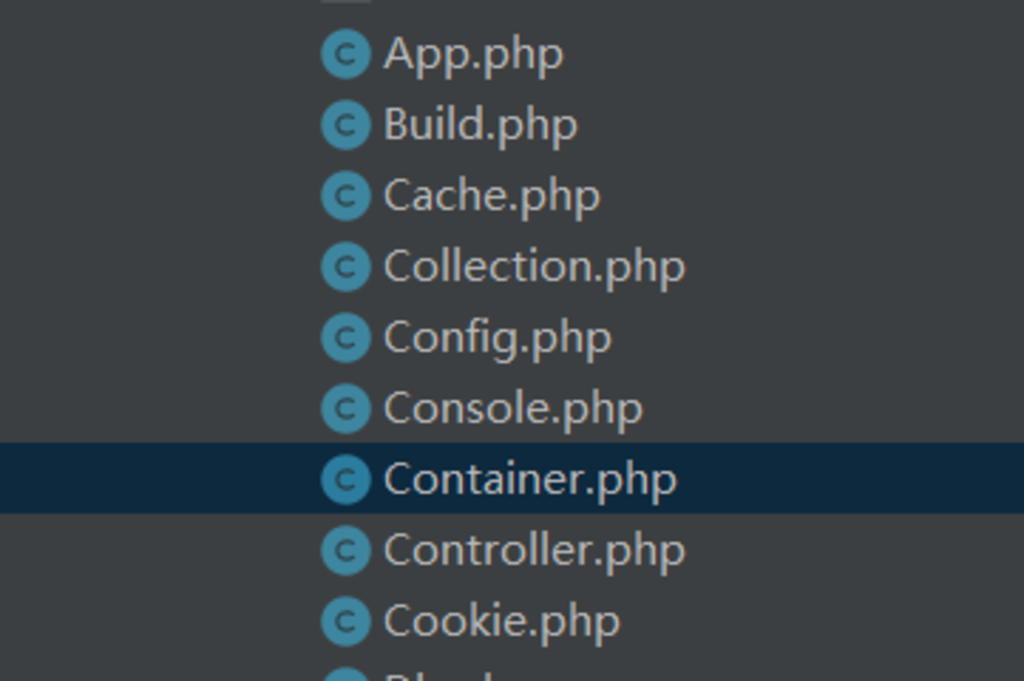 C App.php
C Build.php
C Cache.php
C Collection.php
C Config.php
C Console.php
C Container.php
C Controller.php
C Cookie.php